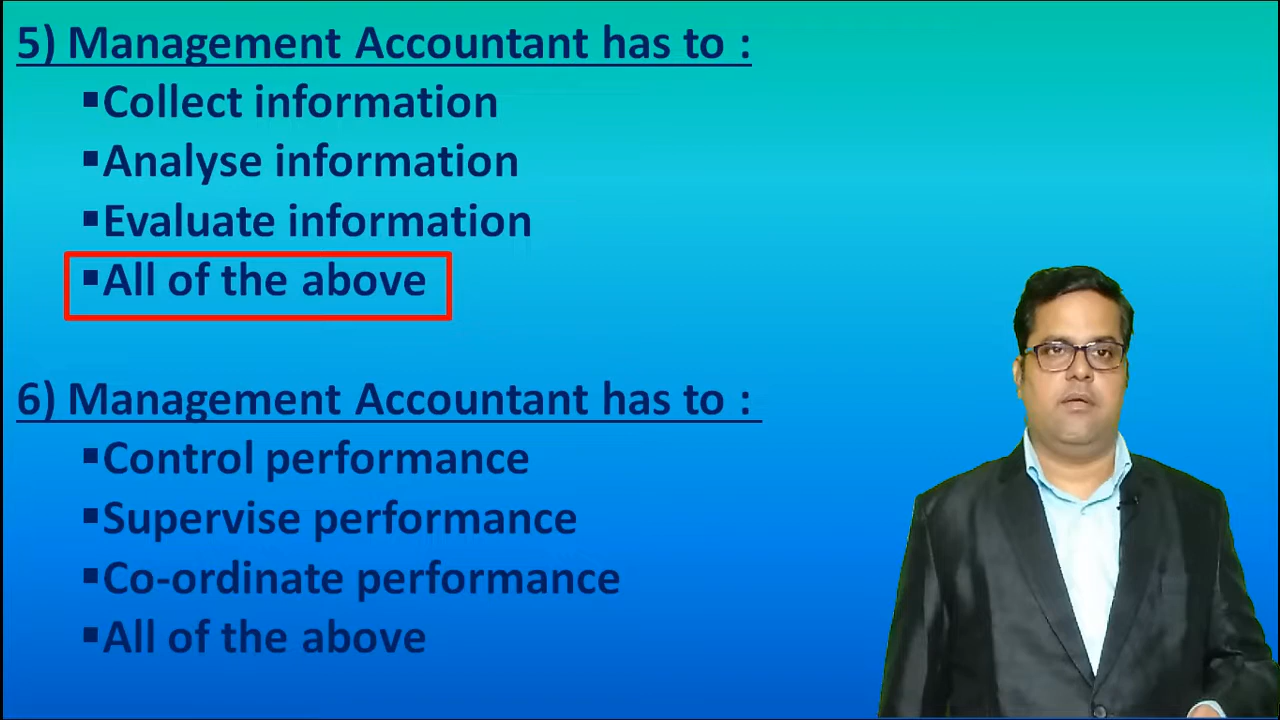 5) Management Accountant has to :
▪Collect information
▪Analyse information
▪Evaluate information
▪All of the above
6) Management Accountant has to :
▪Control performance
▪Supervise performance
▪Co-ordinate performance
▪All of the above